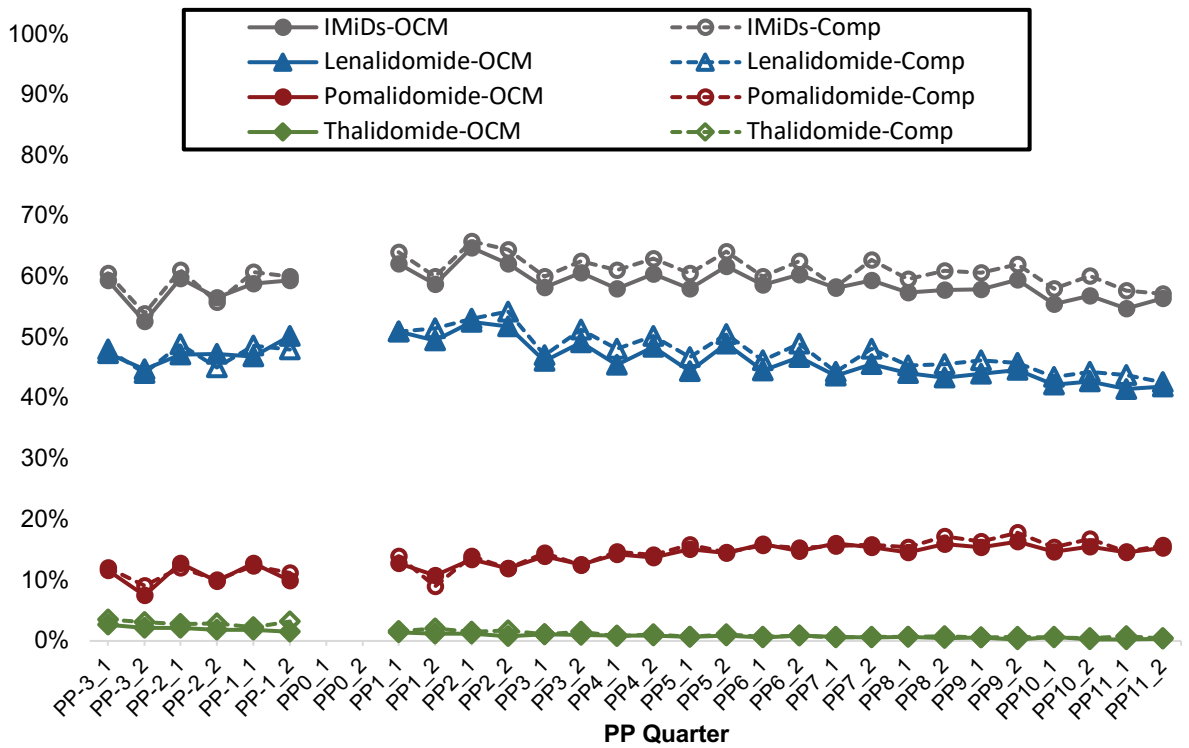 100%
90%
80%
70%
60%
50%
40%
30%
20%
10%
0%
IMiDs-OCM IMiDs-Comp
Lenalidomide-OCM Lenalidomide-Comp
Pomalidomide-OCM Pomalidomide-Comp
Thalidomide-OCM Thalidomide-Comp
PP-3_1
PP-3_2
PP-2_1
PP-2_2
PP-1_1
PP-1_2
PP0_1
PP0_2
PP1_1
PP1_2
PP2_1
PP2_2
PP3_1
PP3_2
PP4_1
PP4_2
PP5_1
PP5_2
PP6_1
PP6_2
PP7_1
PP7_2
PP8_1
PP8_2
PP9_1
PP9_2
PP10_1
PP10_2
PP11_1
PP11_2
PP Quarter